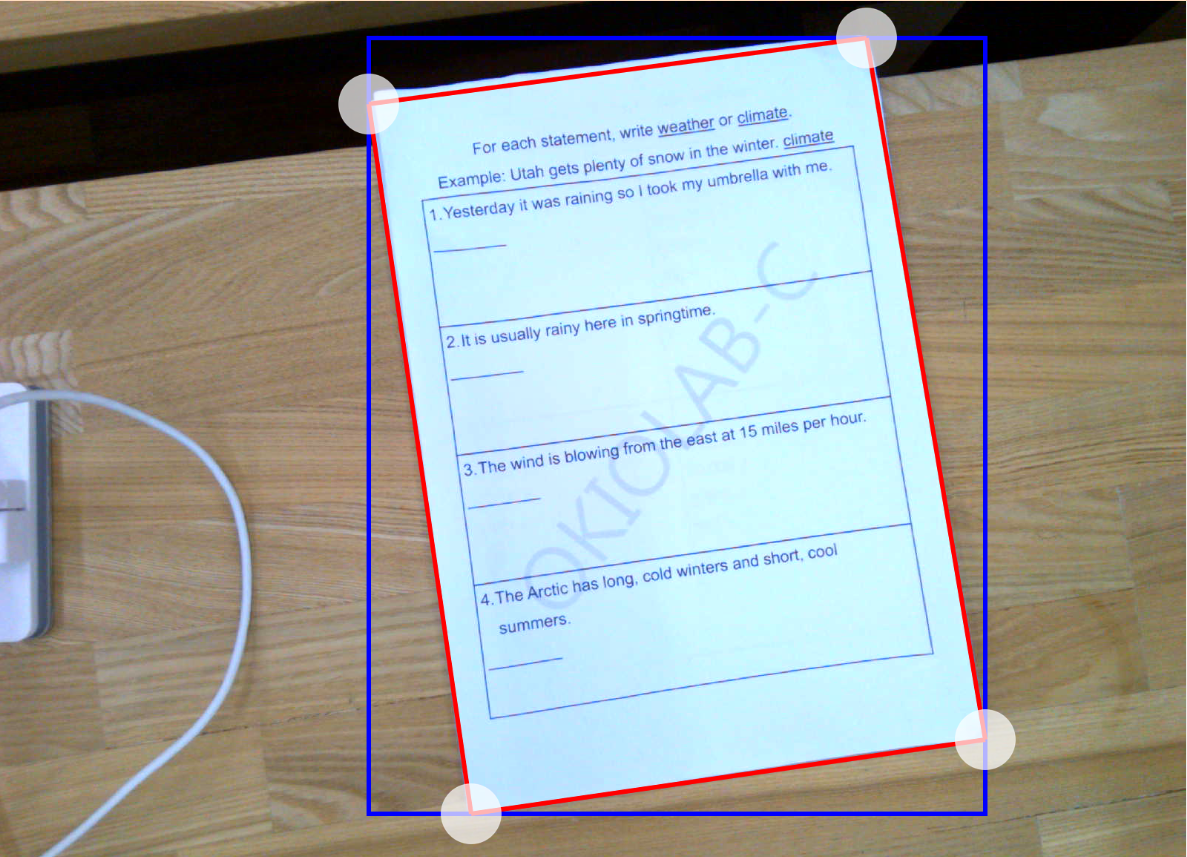 For each statement, write weather or climate.
Example: Utah gets plenty of snow in the winter. climate
1.Yesterday it was raining so I took my umbrella with me.
2.It is usually rainy here in springtime.
3.The wind is blowing from the east at 15 miles per hour.
4.The Arctic has long, cold winters and short, cool
summers.
OKIOLAB-C